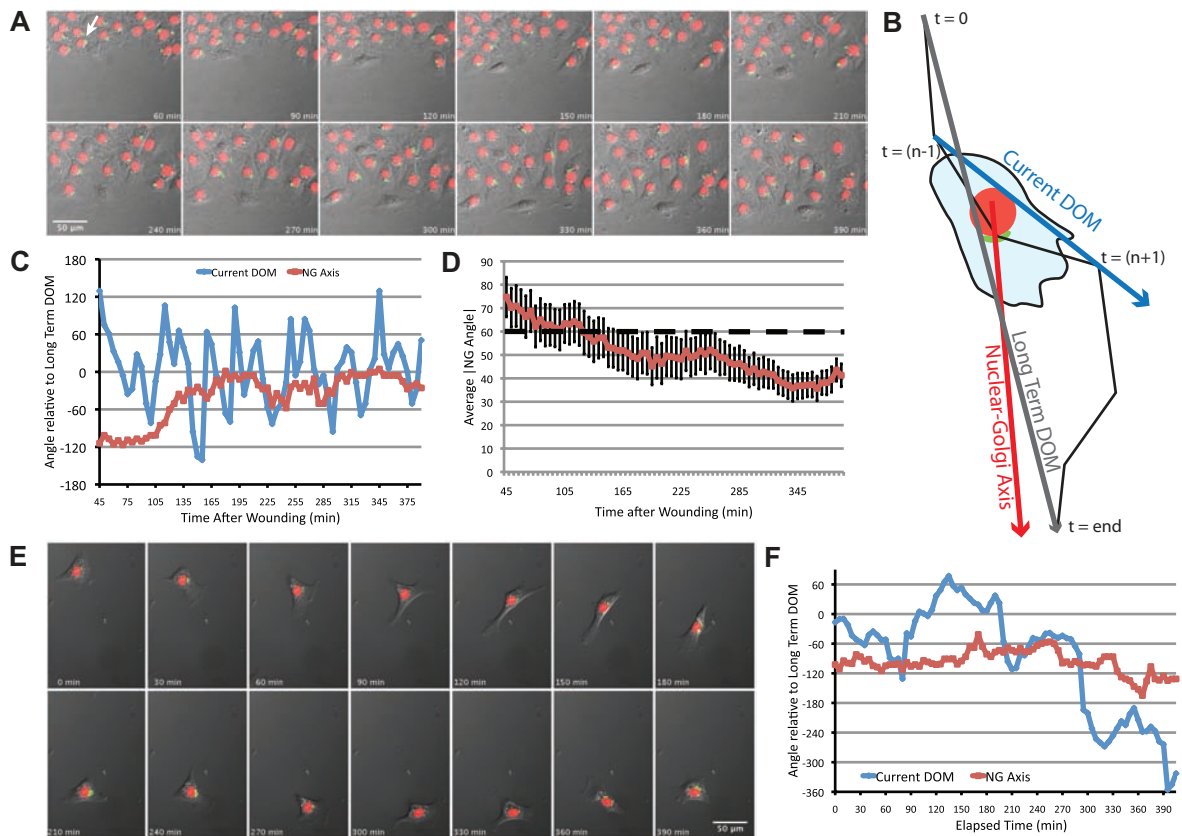 A
60 min
90 min
120 min
150 min
180 min
210 min
240 min
270 min
300 min
330 min
360 min
390 min
50 µm
B
t = 0
t = (n-1)
Current DOM
t = (n+1)
Long Term DOM
Nuclear-Golgi Axis
t = end
C
Current DOM
NG Axis
Angle relative to Long Term DOM
180
120
60
0
-60
-120
-180
45
75
105
135
165
195
225
255
285
315
345
375
Time After Wounding (min)
D
Average |NG Angle|
90
80
70
60
50
40
30
20
10
0
45
105
165
225
285
345
Time after Wounding (min)
E
0 min
30 min
60 min
90 min
120 min
150 min
180 min
210 min
240 min
270 min
300 min
330 min
360 min
390 min
50 µm
F
Angle relative to Long Term DOM
60
0
-60
-120
-180
-240
-300
-360
Current DOM
NG Axis
0
30
60
90
120
150
180
210
240
270
300
330
360
390
Elapsed Time (min)